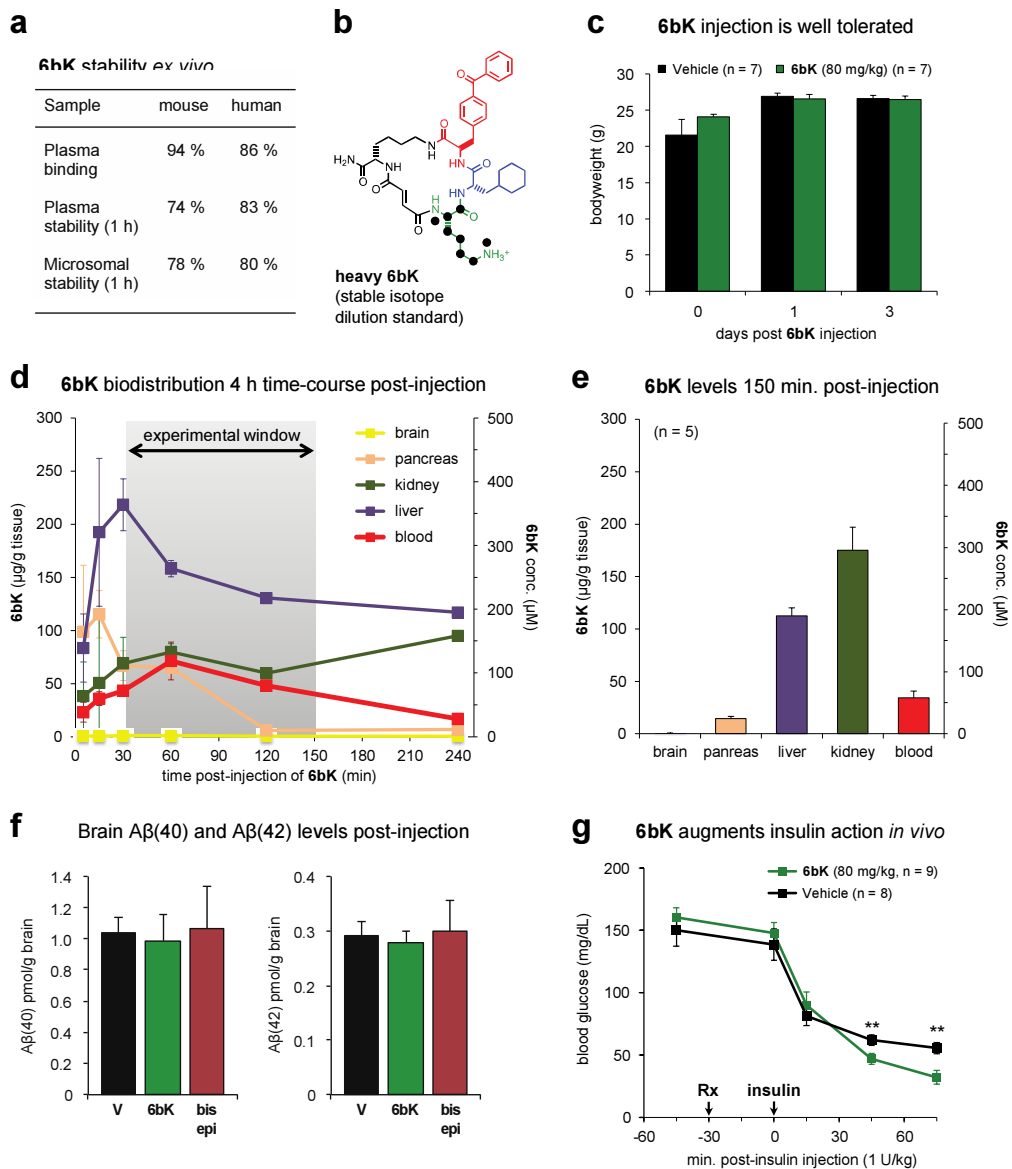 a
6bK stability ex vivo
Sample mouse human
Plasma binding 94 % 86 %
Plasma stability (1 h) 74 % 83 %
Microsomal stability (1 h) 78 % 80 %
b
O
O
N
H
H2N
O
NH
O
HN
O
HN
O
O
H
N
O
NH3+
heavy 6bK
(stable isotope
dilution standard)
c
6bK injection is well tolerated
Vehicle (n = 7) 6bK (80 mg/kg) (n = 7)
bodyweight (g)
30
25
20
15
10
5
0
0 1 3
days post 6bK injection
d
6bK biodistribution 4 h time-course post-injection
experimental window
brain
pancreas
kidney
liver
blood
6bK (µg/g tissue)
300
250
200
150
100
50
0
500
400
300
200
100
0
6bK conc. (µM)
0 30 60 90 120 150 180 210 240
time post-injection of 6bK (min)
e
6bK levels 150 min. post-injection
(n = 5)
6bK (µg/g tissue)
300
250
200
150
100
50
0
500
400
300
200
100
0
6bK conc. (µM)
brain panreas liver kidney blood
f
Brain Aβ(40) and Aβ(42) levels post-injection
Aβ(40) pmol/g brain
1.4
1.2
1.0
0.8
0.6
0.4
0.2
0
V 6bK bis
epi
Aβ(42) pmol/g brain
0.4
0.3
0.2
0.1
0
V 6bK bis
epi
g
6bK augments insulin action in vivo
6bK (80 mg/kg, n = 9)
Vehicle (n = 8)
blood glucose (mg/dL)
200
150
100
50
0
** **
Rx insulin
-60 -30 0 30 60
min. post-insulin injection (1 U/kg)